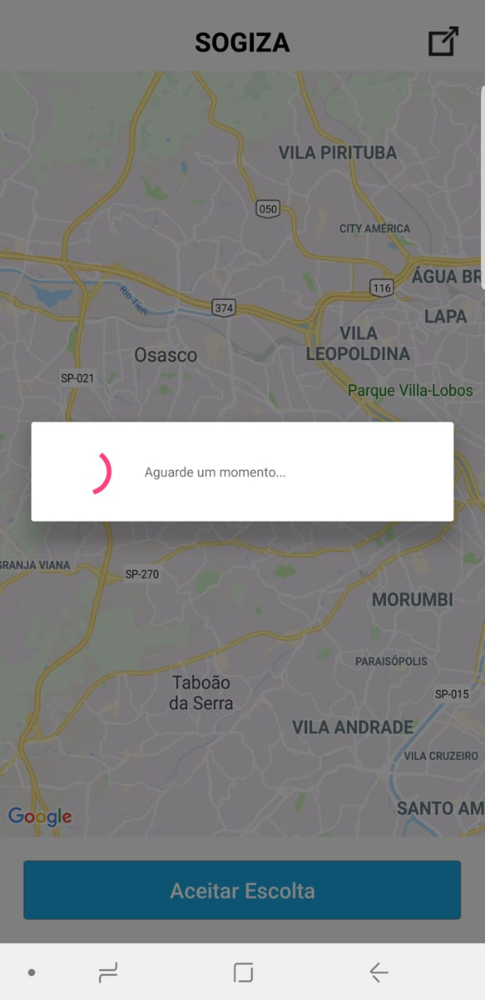 SOGIZA
VILA PIRITUBA
050
CITY AMÉRICA
ÁGUA BR
116
374
LAPA
VILA
LEOPOLDINA
Osasco
SP-021
Parque Villa-Lobos
Aguarde um momento...
GRANJA VIANA
SP-270
MORUMBI
PARAISÓPOLIS
Taboão
da Serra
SP-015
VILA ANDRADE
VILA CRUZEIRO
SANTO AM
Google
Aceitar Escolta